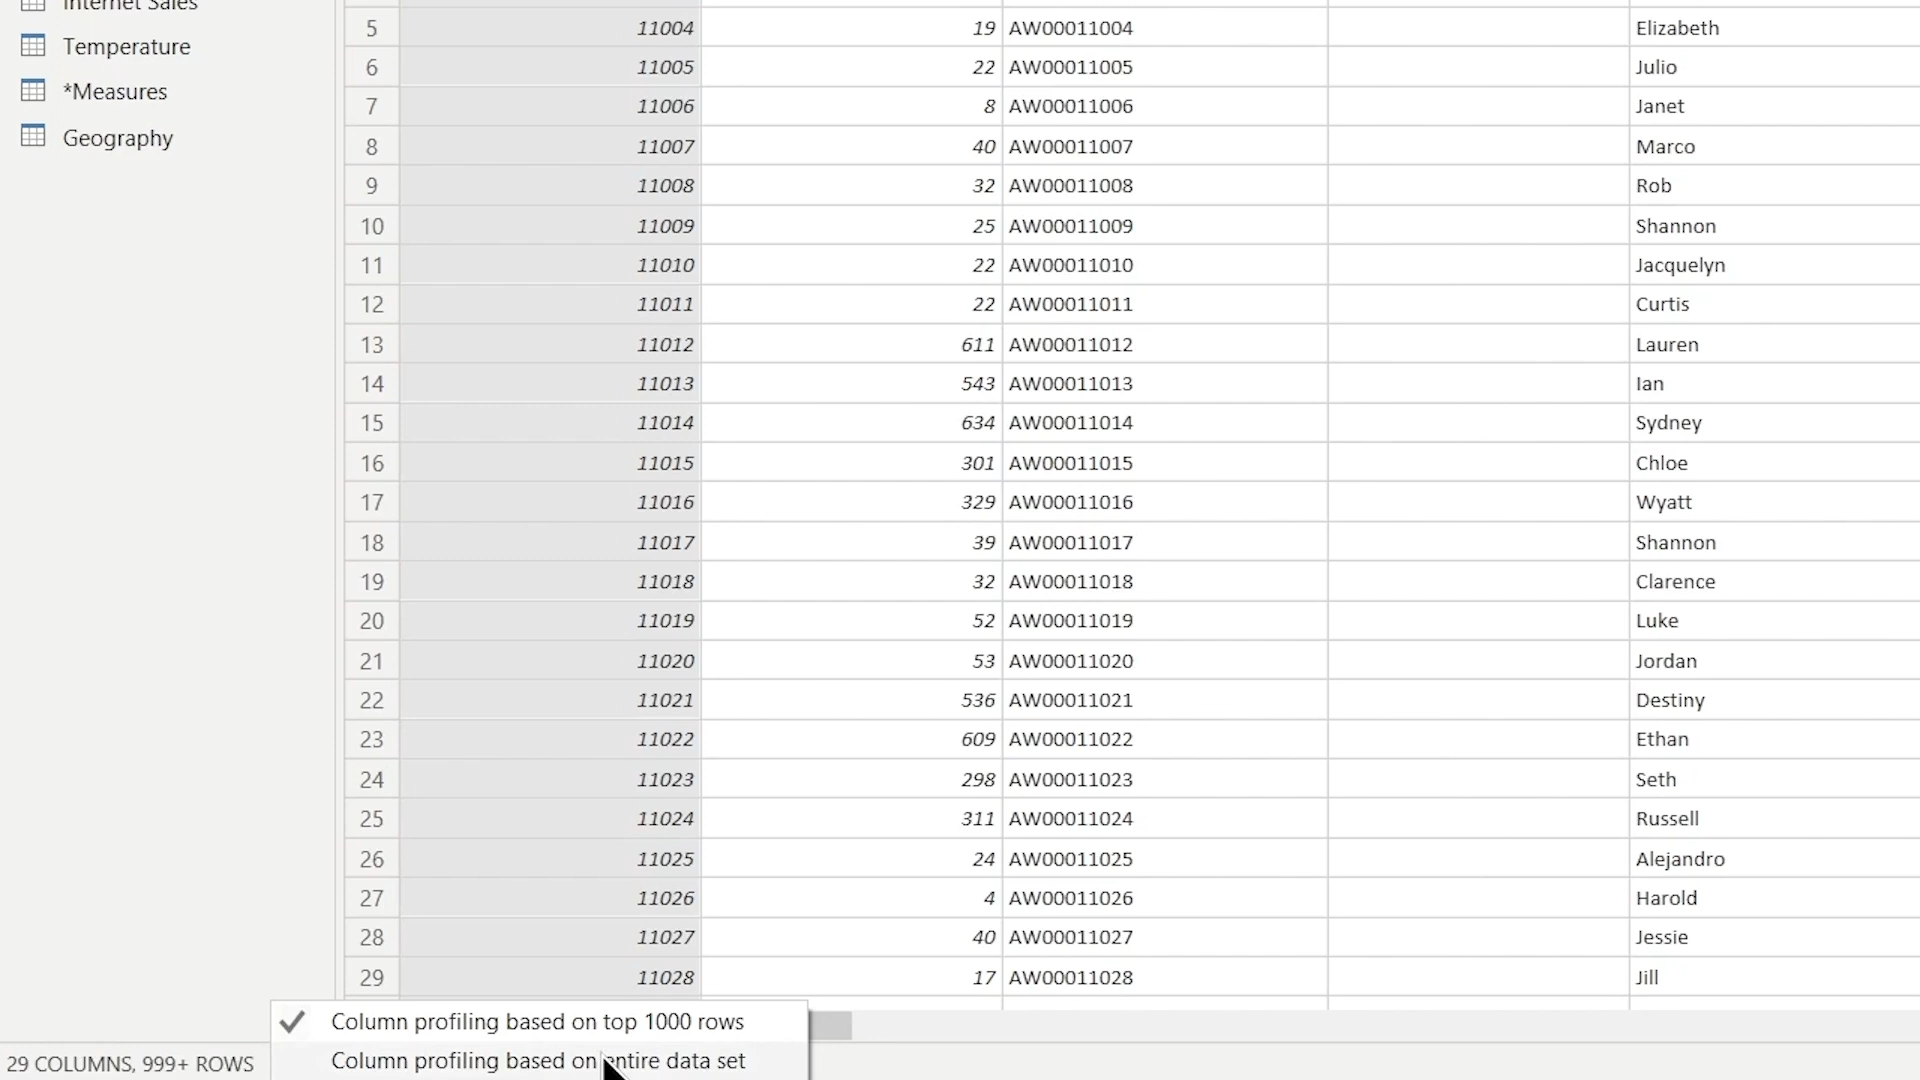 Internet Sales
Temperature
*Measures
Geography
5 11004 19 AW00011004 Elizabeth
6 11005 22 AW00011005 Julio
7 11006 8 AW00011006 Janet
8 11007 40 AW00011007 Marco
9 11008 32 AW00011008 Rob
10 11009 25 AW00011009 Shannon
11 11010 22 AW00011010 Jacquelyn
12 11011 22 AW00011011 Curtis
13 11012 611 AW00011012 Lauren
14 11013 543 AW00011013 Ian
15 11014 634 AW00011014 Sydney
16 11015 301 AW00011015 Chloe
17 11016 329 AW00011016 Wyatt
18 11017 39 AW00011017 Shannon
19 11018 32 AW00011018 Clarence
20 11019 52 AW00011019 Luke
21 11020 53 AW00011020 Jordan
22 11021 536 AW00011021 Destiny
23 11022 609 AW00011022 Ethan
24 11023 298 AW00011023 Seth
25 11024 311 AW00011024 Russell
26 11025 24 AW00011025 Alejandro
27 11026 4 AW00011026 Harold
28 11027 40 AW00011027 Jessie
29 11028 17 AW00011028 Jill
Column profiling based on top 1000 rows
Column profiling based on entire data set
29 COLUMNS, 999+ ROWS